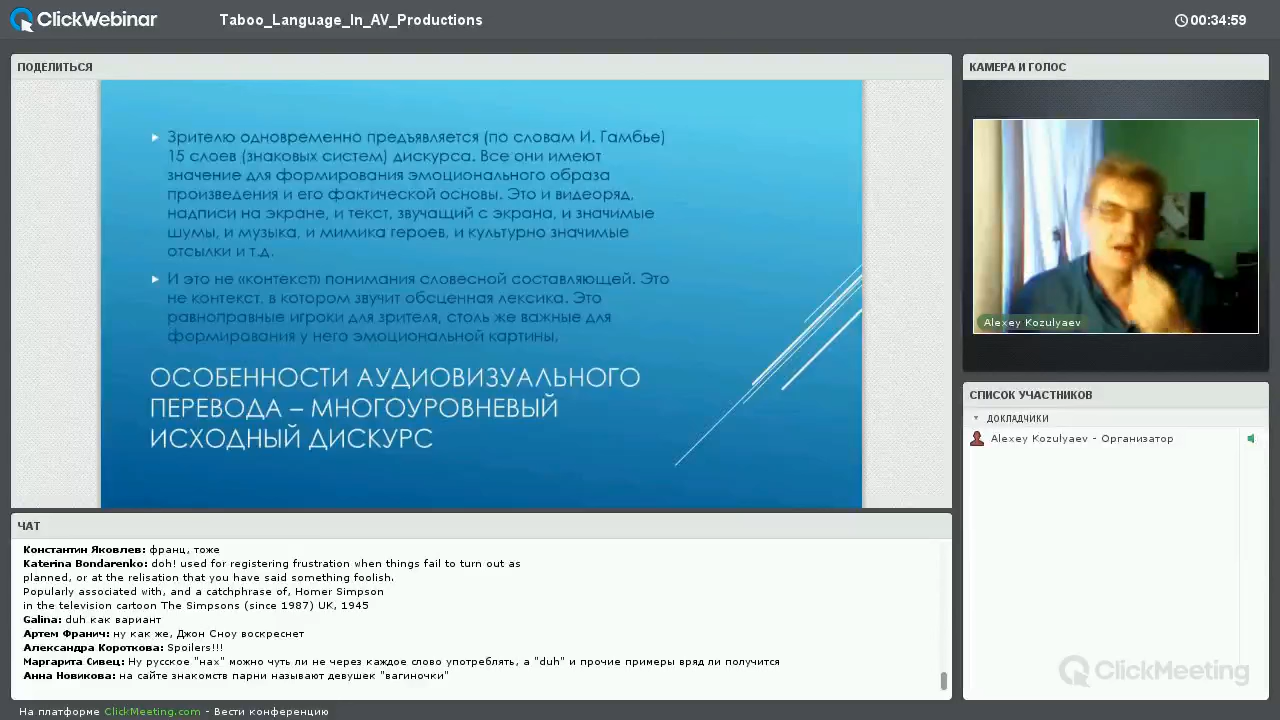 ClickWebinar
Taboo_Language_In_AV_Productions
00:34:59
ПОДЕЛИТЬСЯ
Зрителю одновременно предъявляется (по словам И. Гамбье)
15 слоев (знаковых систем) дискурса. Все они имеют
значение для формирования эмоционального образа
произведения и его фактической основы. Это и видеоряд,
надписи на экране, и текст, звучащий с экрана, и значимые
шумы, и музыка, и мимика героев, и культурно значимые
отсылки и т.д.
И это не «контекст» понимания словесной составляющей. Это
не контекст, в котором звучит обсценная лексика. Это
равноправные игроки для зрителя, столь же важные для
формирования у него эмоциональной картины,
ОСОБЕННОСТИ АУДИОВИЗУАЛЬНОГО
ПЕРЕВОДА – МНОГОУРОВНЕВЫЙ
ИСХОДНЫЙ ДИСКУРС
КАМЕРА И ГОЛОС
Alexey Kozulyaev
СПИСОК УЧАСТНИКОВ
ДОКЛАДЧИКИ
Alexey Kozulyaev - Организатор
ЧАТ
Константин Яковлев: франц, тоже
Katerina Bondarenko: doh! used for registering frustration when things fail to turn out as
planned, or at the relisation that you have said something foolish.
Popularly associated with, and a catchphrase of, Homer Simpson
in the television cartoon The Simpsons (since 1987) UK, 1945
Galina: duh как вариант
Артем Франич: ну как же, Джон Сноу воскреснет
Александра Короткова: Spoilers!!!
Маргарита Сивец: Ну русское "нах" можно чуть ли не через каждое слово употреблять, а "duh" и прочие примеры вряд ли получится
Анна Новикова: на сайте знакомств парни называют девушек "вагиночки"
ClickMeeting
На платформе ClickMeeting.com - Вести конференцию